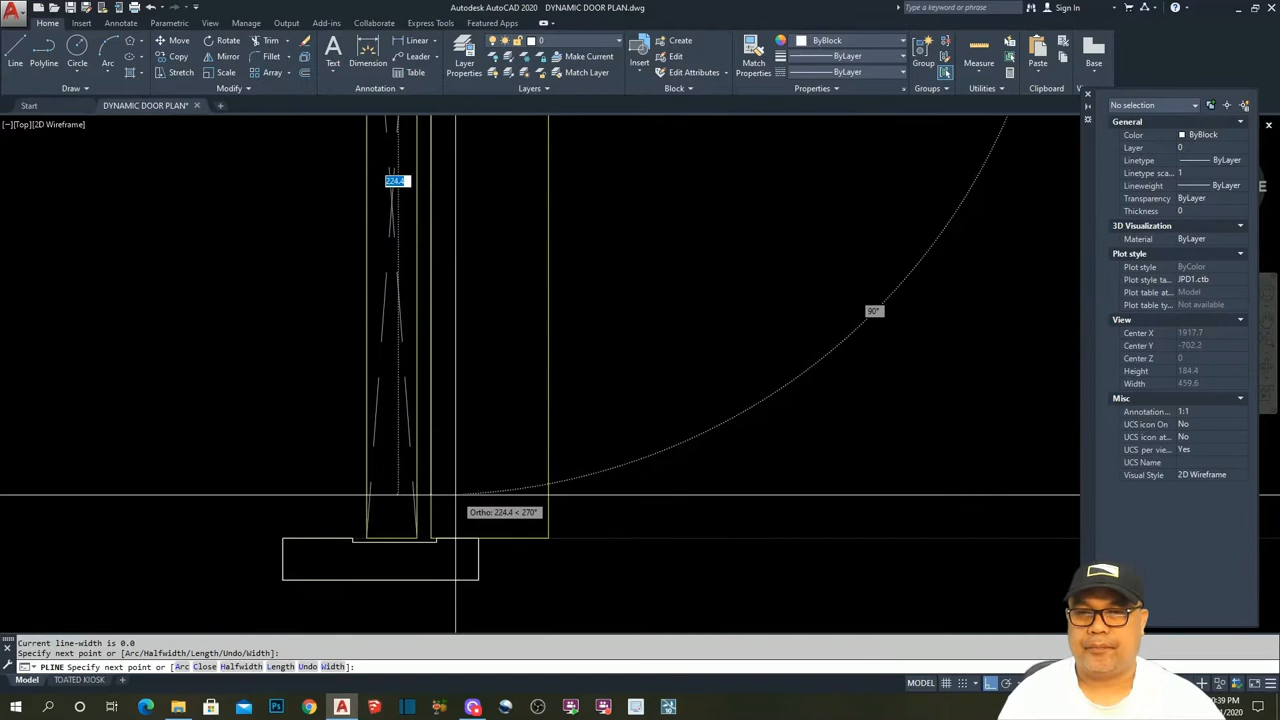 Autodesk AutoCAD 2020 DYNAMIC DOOR PLAN.dwg
Type a keyword or phrase
Sign In
Home Insert Annotate Parametric View Manage Output Add-ins Collaborate Express Tools Featured Apps
Line Polyline Circle Arc
Move Rotate Trim
Copy Mirror Fillet
Stretch Scale Array
Text Dimension
Linear
Leader
Table
Layer Properties
0
Make Current
Match Layer
Insert
Create
Edit
Edit Attributes
Match Properties
ByBlock
ByLayer
ByLayer
Group
Measure
Paste
Base
Draw Modify Annotation Layers Block Properties Groups Utilities Clipboard
Start DYNAMIC DOOR PLAN*
[−][Top][2D Wireframe]
224.4
90°
Ortho: 224.4 < 270°
No selection
General
Color ByBlock
Layer 0
Linetype ByLayer
Linetype sca... 1
Lineweight ByLayer
Transparency ByLayer
Thickness 0
3D Visualization
Material ByLayer
Plot style
Plot style ByColor
Plot style ta... JPD1.ctb
Plot table at... Model
Plot table ty... Not available
View
Center X 1917.7
Center Y -702.2
Center Z 0
Height 184.4
Width 459.6
Misc
Annotation... 1:1
UCS icon On No
UCS icon at... No
UCS per vie... Yes
UCS Name
Visual Style 2D Wireframe
Current line-width is 0.0
Specify next point or [Arc/Halfwidth/Length/Undo/Width]:
PLINE Specify next point or [Arc Close Halfwidth Length Undo Width]:
Model TOATED KIOSK
MODEL